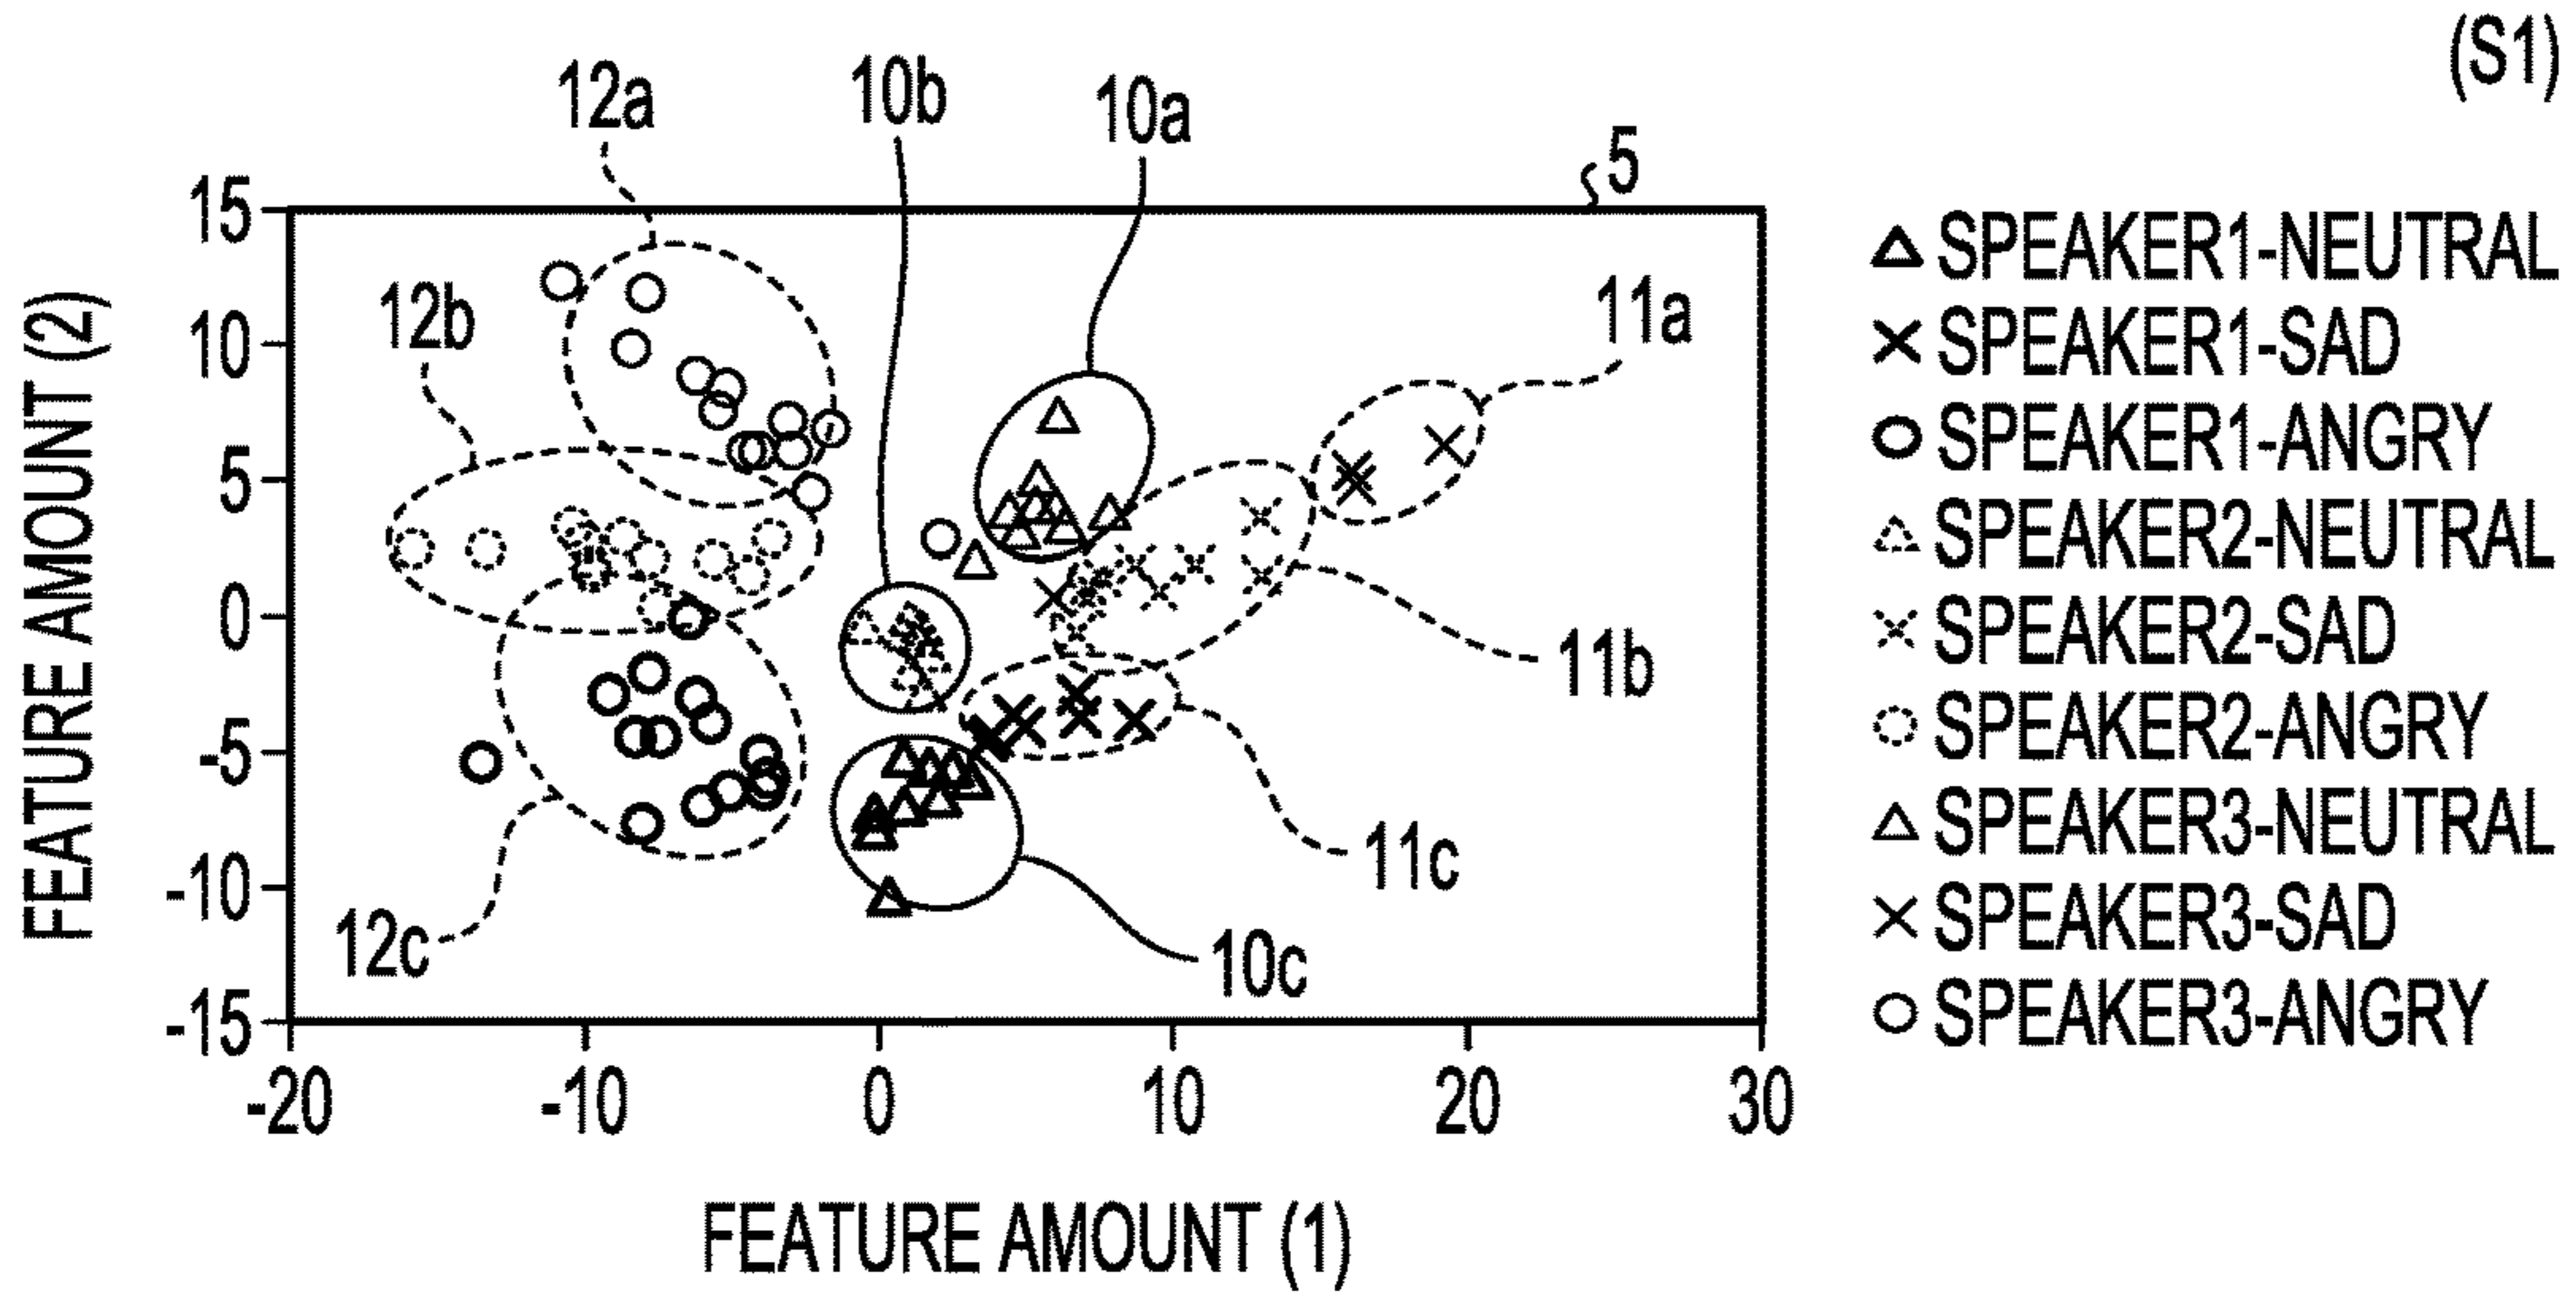 (S1)
12a
10b
10a
5
15
12b
11a
10
5
0
-5
-10
-15
11b
11c
12c
10c
-20
-10
0
10
20
30
FEATURE AMOUNT (2)
FEATURE AMOUNT (1)
SPEAKER1-NEUTRAL
SPEAKER1-SAD
SPEAKER1-ANGRY
SPEAKER2-NEUTRAL
SPEAKER2-SAD
SPEAKER2-ANGRY
SPEAKER3-NEUTRAL
SPEAKER3-SAD
SPEAKER3-ANGRY